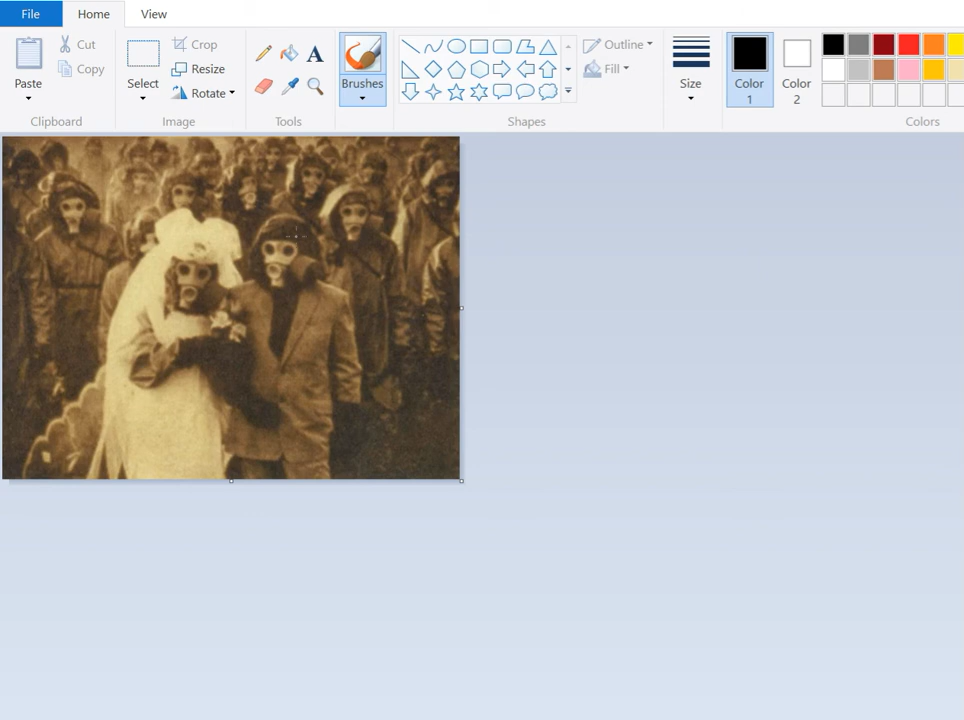 File Home View
Paste Cut Copy Clipboard
Select Crop Resize Rotate Image
A
Tools
Brushes
Outline Fill Shapes
Size
Color 1
Color 2
Colors